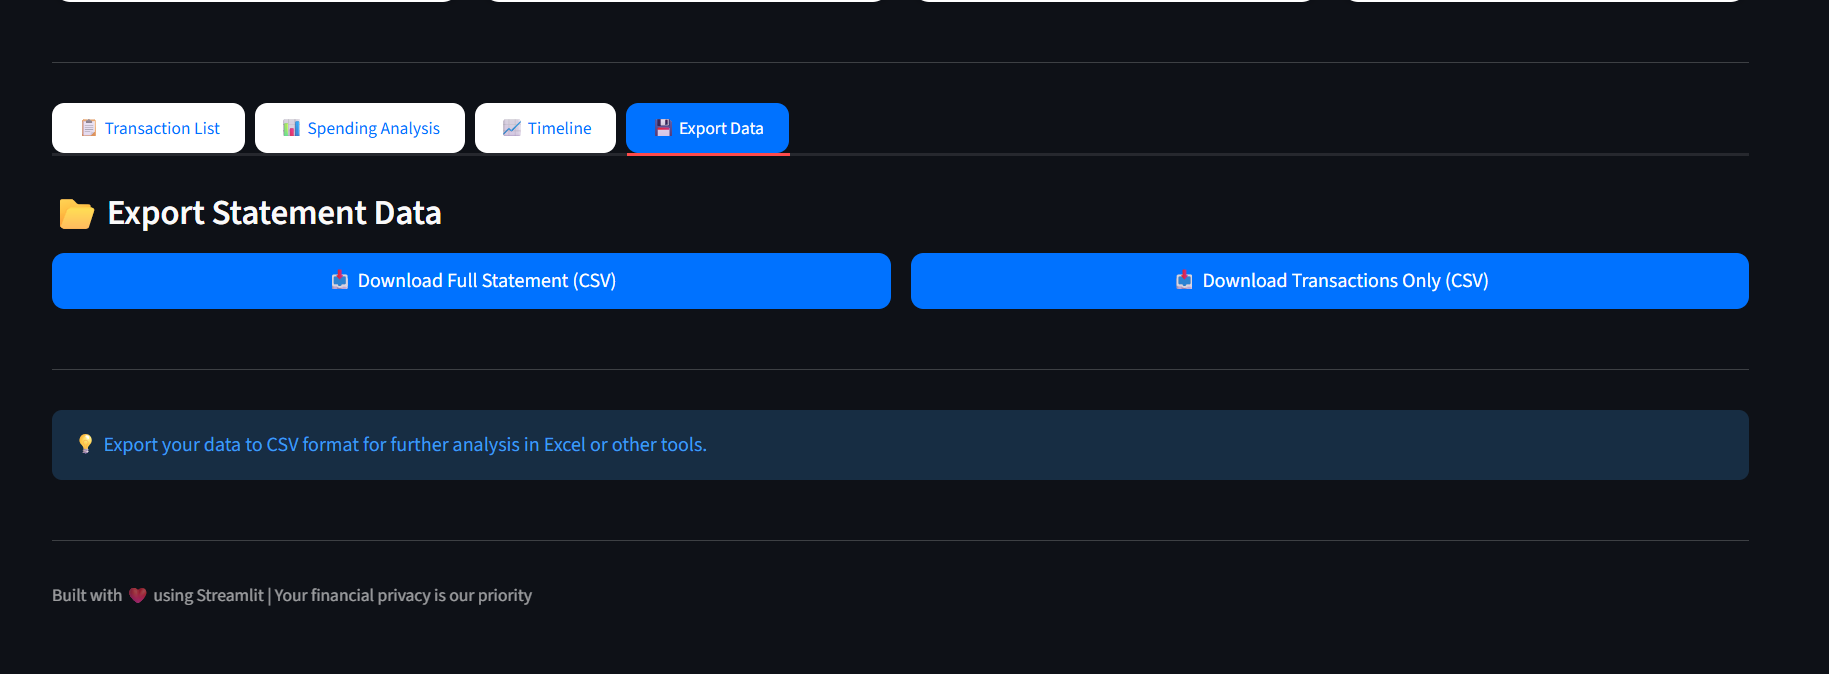 📋 Transaction List
📊 Spending Analysis
📈 Timeline
💾 Export Data
📂 Export Statement Data
📥 Download Full Statement (CSV)
📥 Download Transactions Only (CSV)
💡 Export your data to CSV format for further analysis in Excel or other tools.
Built with ❤️ using Streamlit | Your financial privacy is our priority